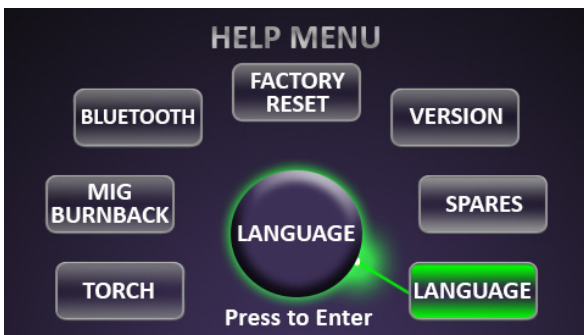 HELP MENU
FACTORY
RESET
BLUETOOTH
VERSION
MIG
BURNBACK
SPARES
LANGUAGE
TORCH
LANGUAGE
Press to Enter